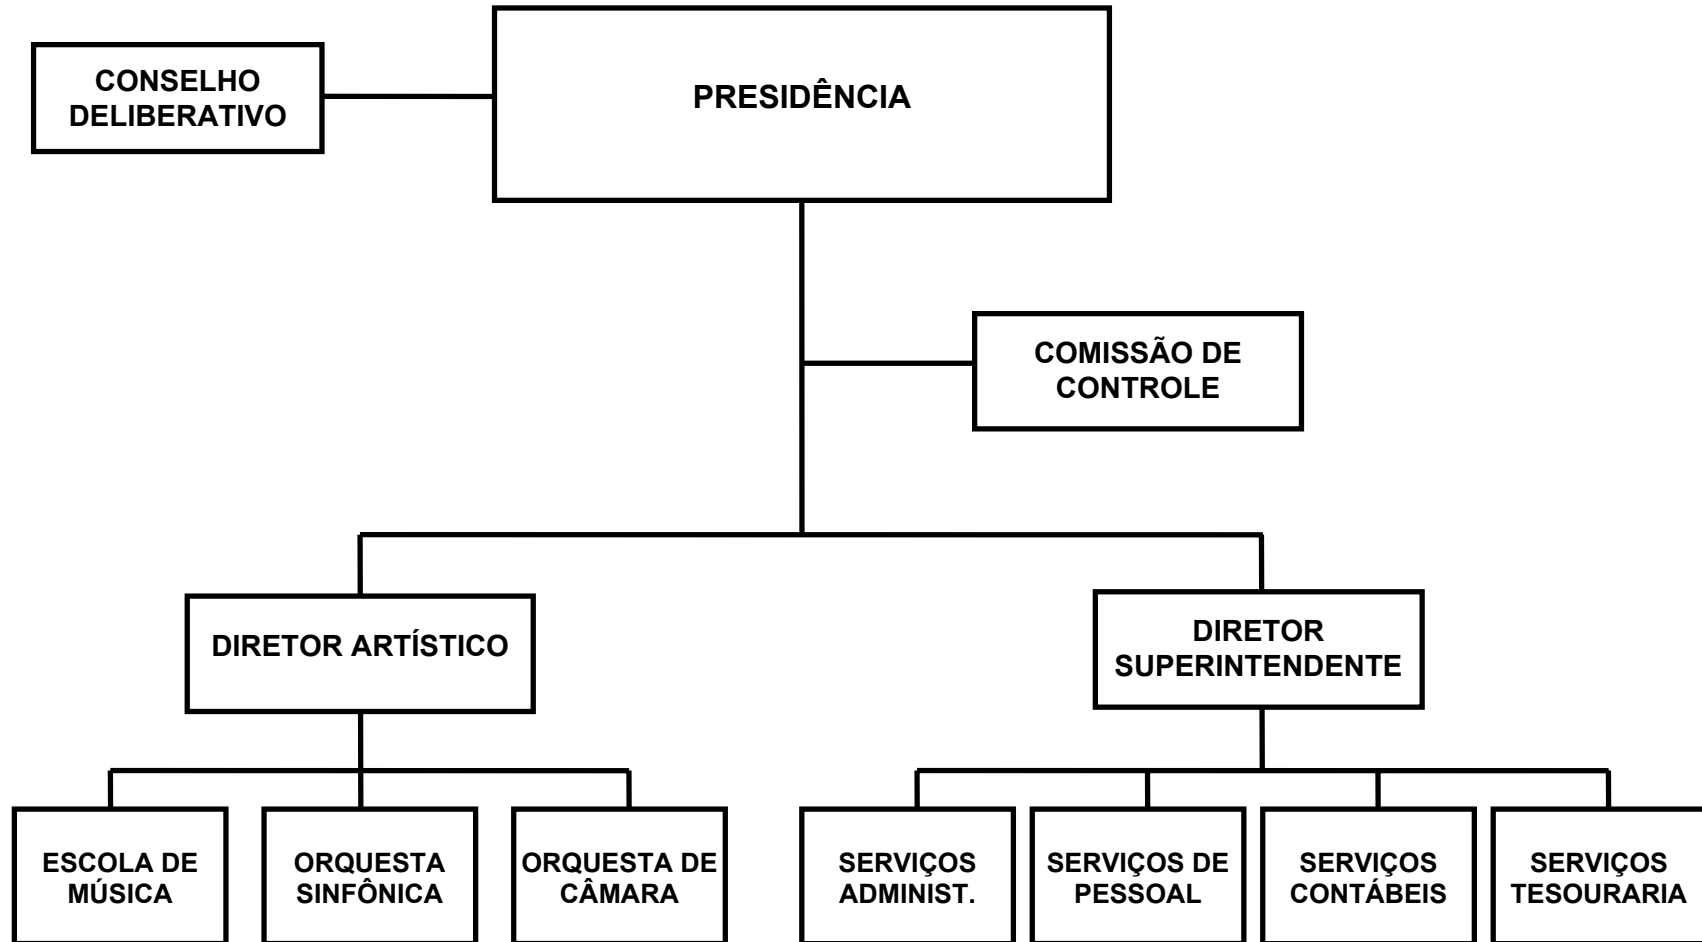 CONSELHO
DELIBERATIVO
PRESIDÊNCIA
COMISSÃO DE
CONTROLE
DIRETOR ARTÍSTICO
DIRETOR
SUPERINTENDENTE
ESCOLA DE
MÚSICA
ORQUESTA
SINFÔNICA
ORQUESTA DE
CÂMARA
SERVIÇOS
ADMINIST.
SERVIÇOS DE
PESSOAL
SERVIÇOS
CONTÁBEIS
SERVIÇOS
TESOURARIA